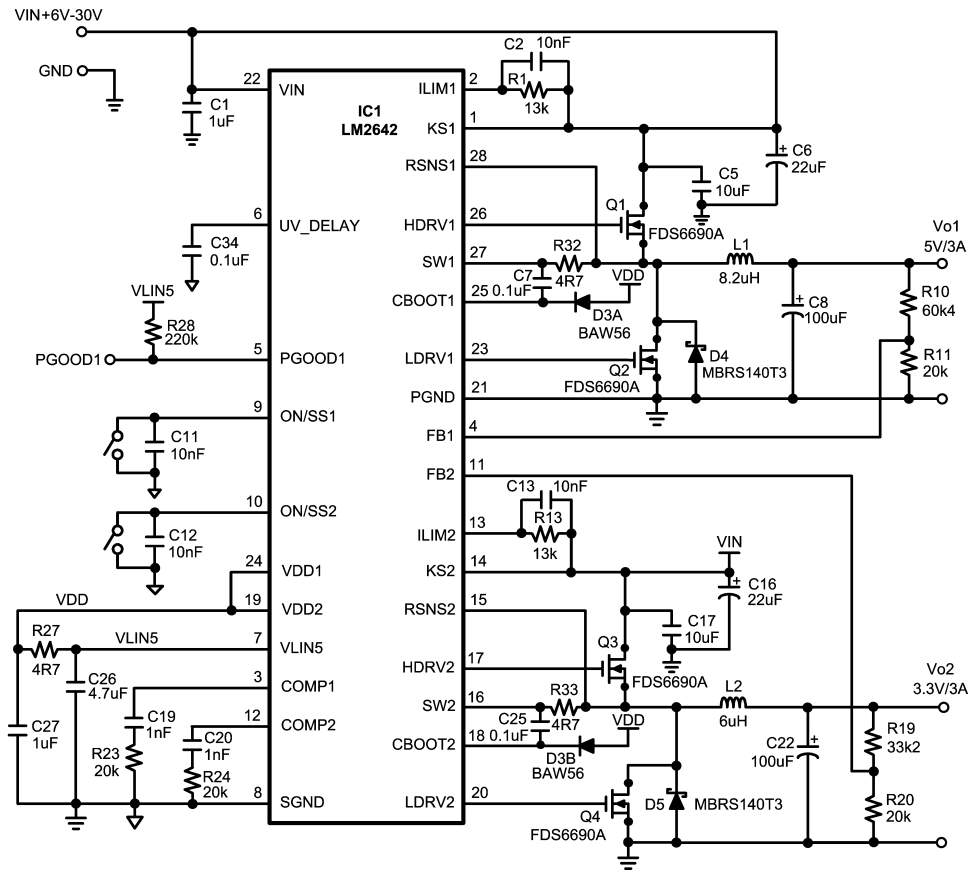 VIN+6V-30V
GND
22
VIN
C1
1uF
IC1
LM2642
ILIM1
2
C2
10nF
R1
13k
KS1
1
C6
22uF
RSNS1
28
C5
10uF
6
UV_DELAY
C34
0.1uF
HDRV1
26
Q1
FDS6690A
SW1
27
R32
4R7
L1
8.2uH
Vo1
5V/3A
C7
0.1uF
VDD
CBOOT1
25
D3A
BAW56
C8
100uF
R10
60k4
VLIN5
R28
220k
PGOOD1
5
PGOOD1
LDRV1
23
Q2
FDS6690A
D4
MBRS140T3
R11
20k
PGND
21
9
ON/SS1
C11
10nF
FB1
4
FB2
11
10
ON/SS2
C12
10nF
C13
10nF
ILIM2
13
R13
13k
VIN
24
VDD1
KS2
14
C16
22uF
VDD
19
VDD2
RSNS2
15
C17
10uF
R27
4R7
VLIN5
7
VLIN5
HDRV2
17
Q3
FDS6690A
C26
4.7uF
3
COMP1
SW2
16
R33
4R7
L2
6uH
Vo2
3.3V/3A
C27
1uF
C19
1nF
12
COMP2
C25
0.1uF
VDD
CBOOT2
18
D3B
BAW56
C22
100uF
R19
33k2
R23
20k
C20
1nF
R24
20k
8
SGND
LDRV2
20
Q4
FDS6690A
D5
MBRS140T3
R20
20k